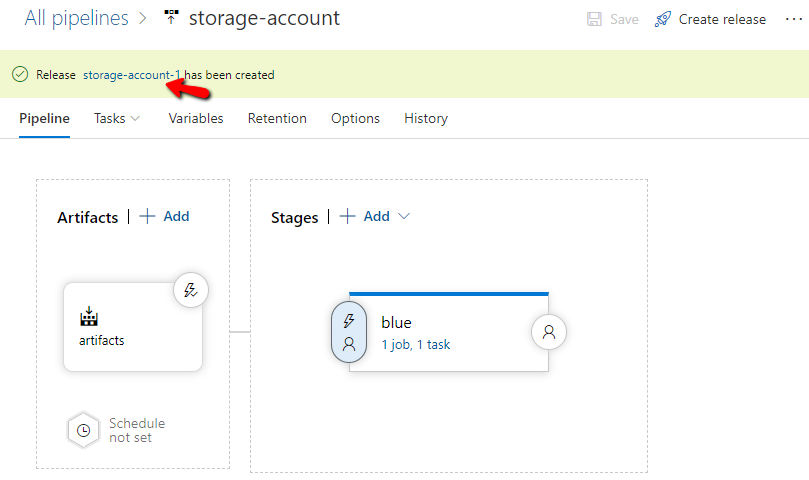 All pipelines > storage-account
Save
Create release
...
Release storage-account-1 has been created
Pipeline
Tasks
Variables
Retention
Options
History
Artifacts | + Add
Stages | + Add
artifacts
blue
1 job, 1 task
Schedule
not set